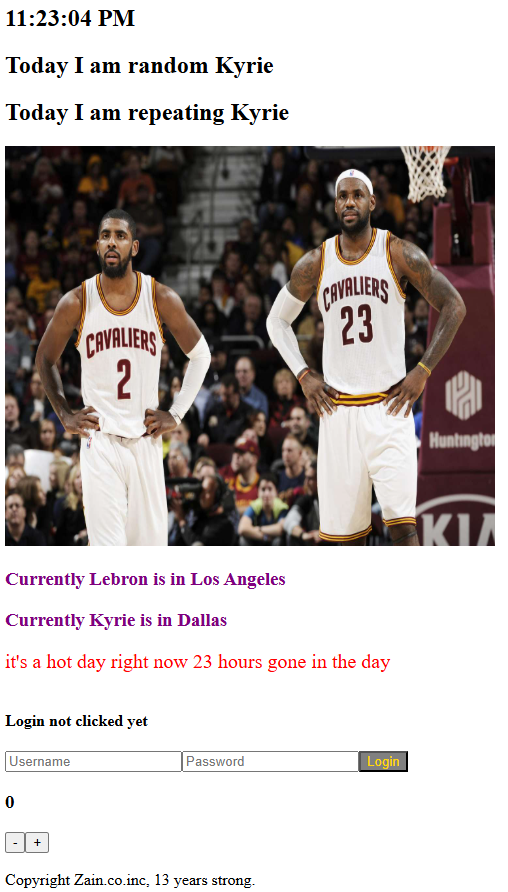 11:23:04 PM
Today I am random Kyrie
Today I am repeating Kyrie
CAVALIERS
23
CAVALIERS
2
Huntington
KIA
Currently Lebron is in Los Angeles
Currently Kyrie is in Dallas
it's a hot day right now 23 hours gone in the day
Login not clicked yet
Username Password Login
0
- +
Copyright Zain.co.inc, 13 years strong.